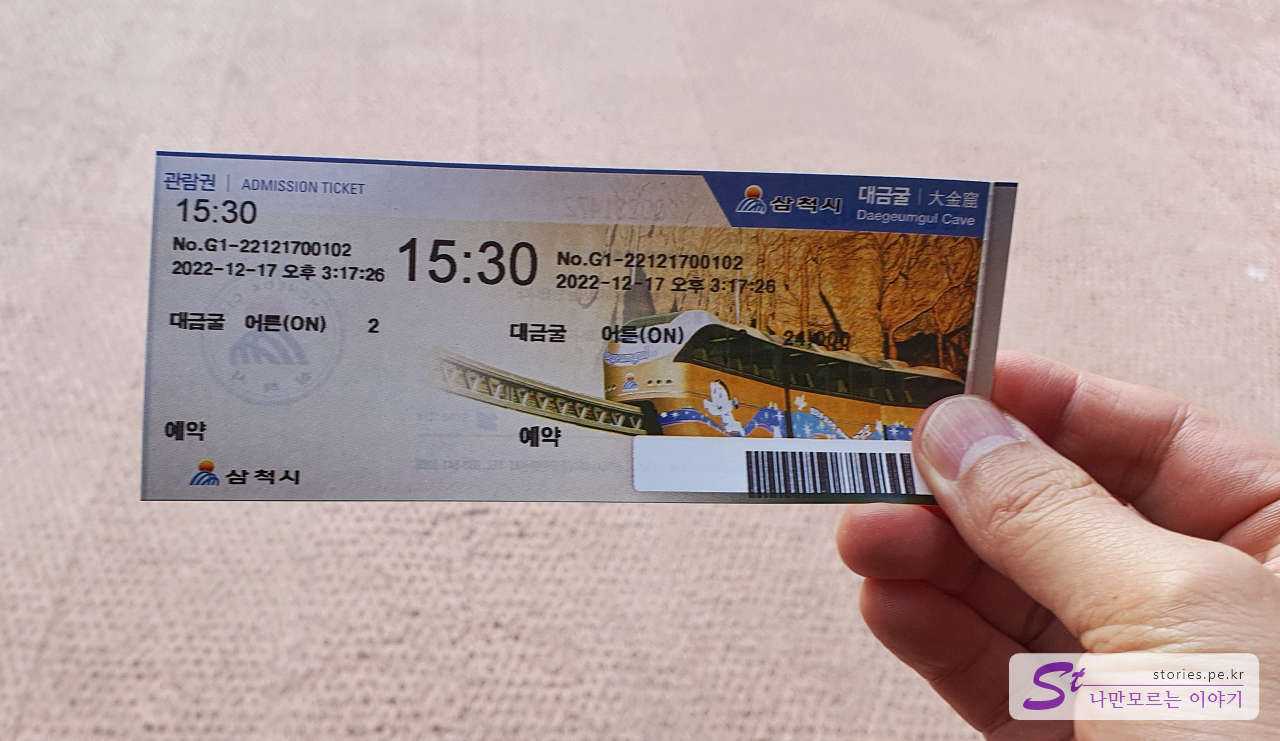 관람권 | ADMISSION TICKET
15:30
No.G1-22121700102
2022-12-17 오후 3:17:26
대금굴 어른(ON) 2
예약
삼척시
삼척시 대금굴 | 大金窟
Daegeumgul Cave
15:30
No.G1-22121700102
2022-12-17 오후 3:17:26
대금굴 어른(ON) 24,000
예약
St stories.pe.kr
나만모르는 이야기